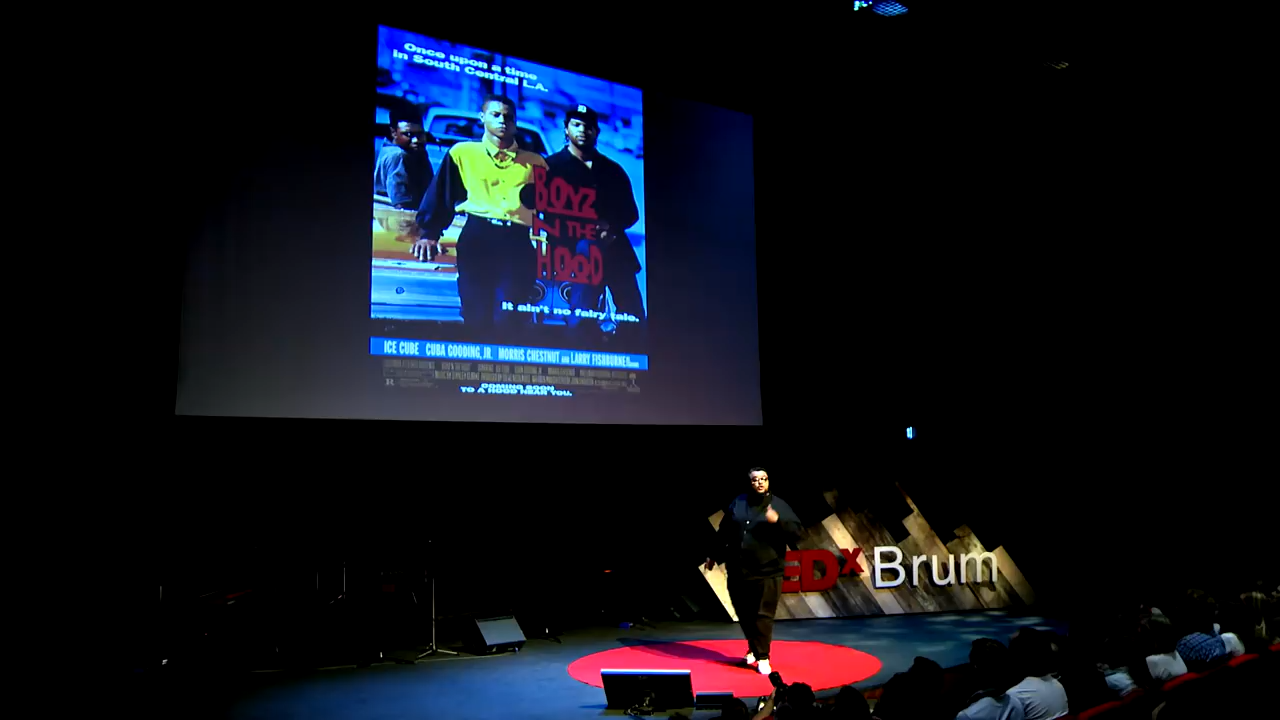 Once upon a time
in South Central L.A.
BOYZ
N THE
HOOD
It ain't no fairy tale.
ICE CUBE CUBA GOODING, JR. MORRIS CHESTNUT AND LARRY FISHBURNE
R
COMING SOON
TO A HOOD NEAR YOU.
EDx Brum